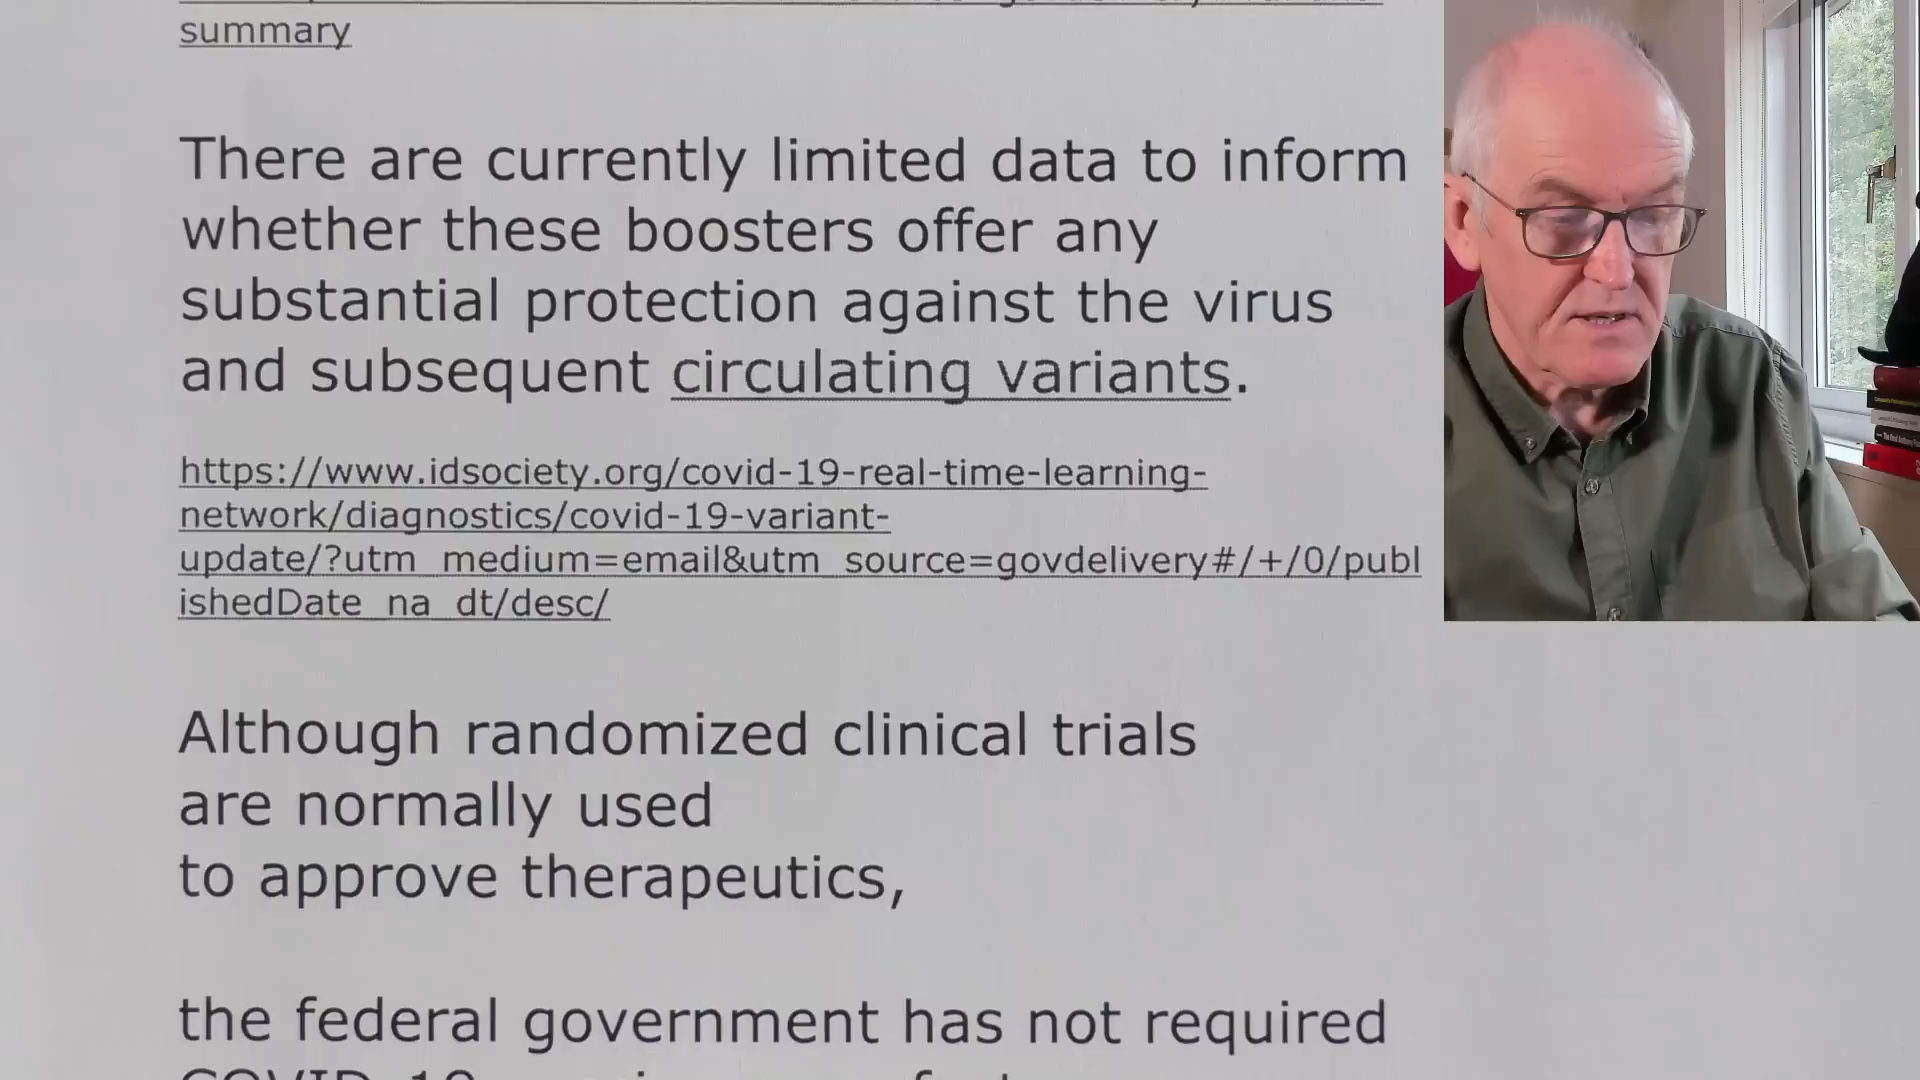 summary
There are currently limited data to inform
whether these boosters offer any
substantial protection against the virus
and subsequent circulating variants.
https://www.idsociety.org/covid-19-real-time-learning-
network/diagnostics/covid-19-variant-
update/?utm_medium=email&utm_source=govdelivery#/+/0/publ
ishedDate_na_dt/desc/
Although randomized clinical trials
are normally used
to approve therapeutics,
the federal government has not required